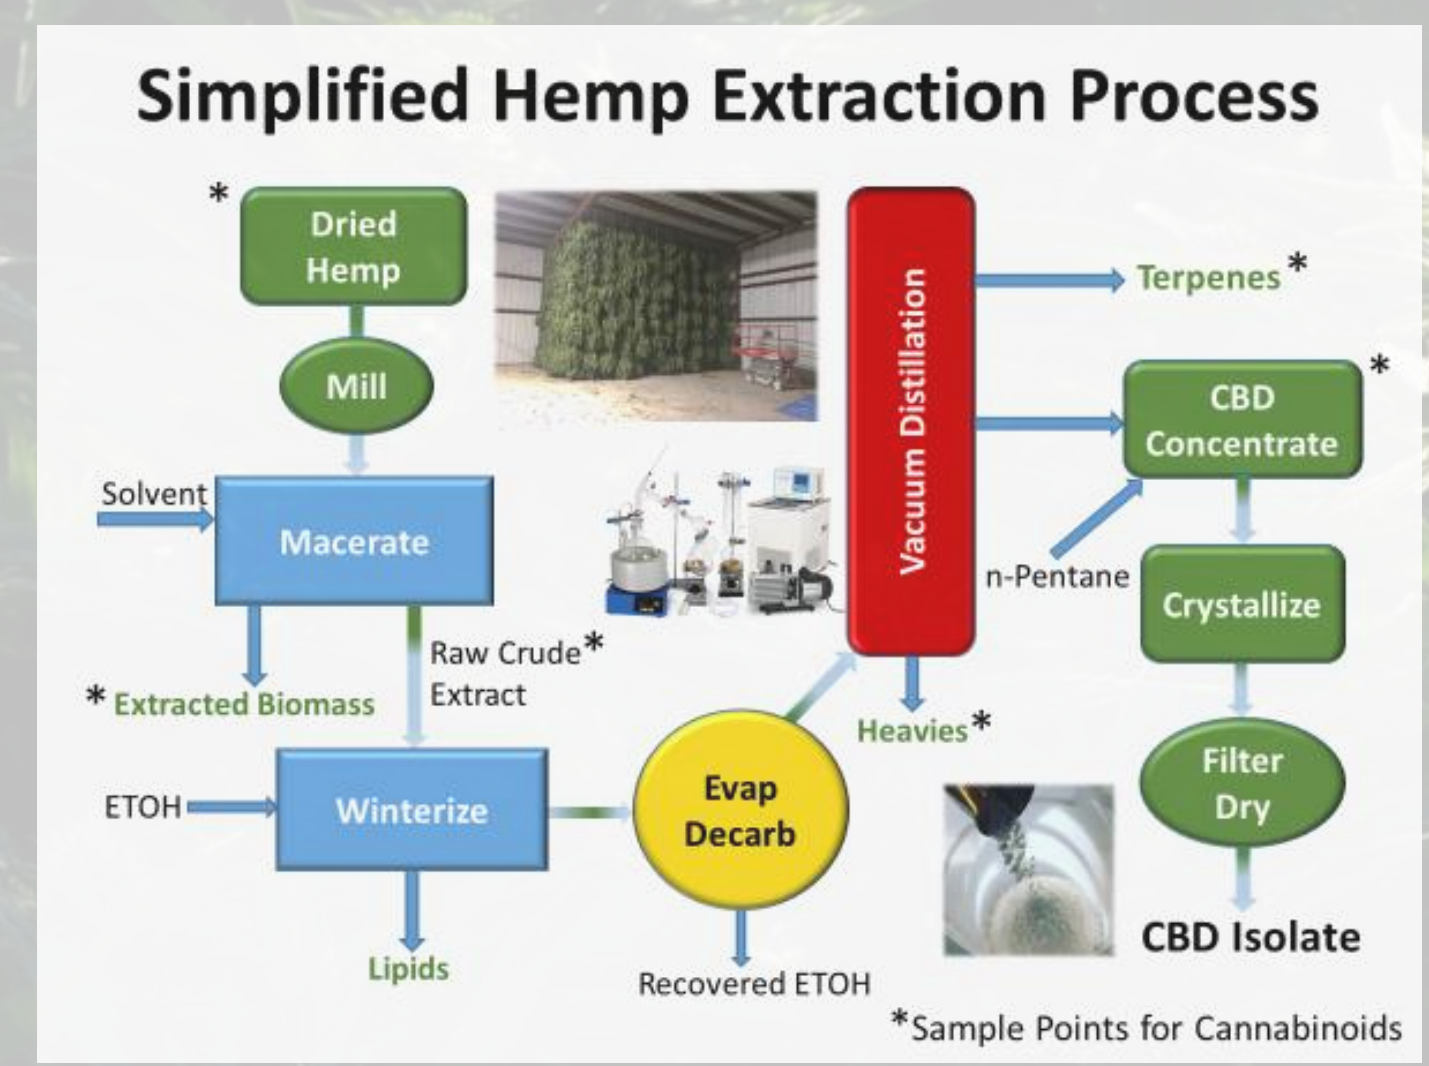 Simplified Hemp Extraction Process
*
Dried
Hemp
Mill
Solvent
Macerate
* Extracted Biomass
Raw Crude*
Extract
ETOH
Winterize
Lipids
Evap
Decarb
Recovered ETOH
Vacuum Distillation
Heavies*
Terpenes*
CBD
Concentrate
*
n-Pentane
Crystallize
Filter
Dry
CBD Isolate
*Sample Points for Cannabinoids